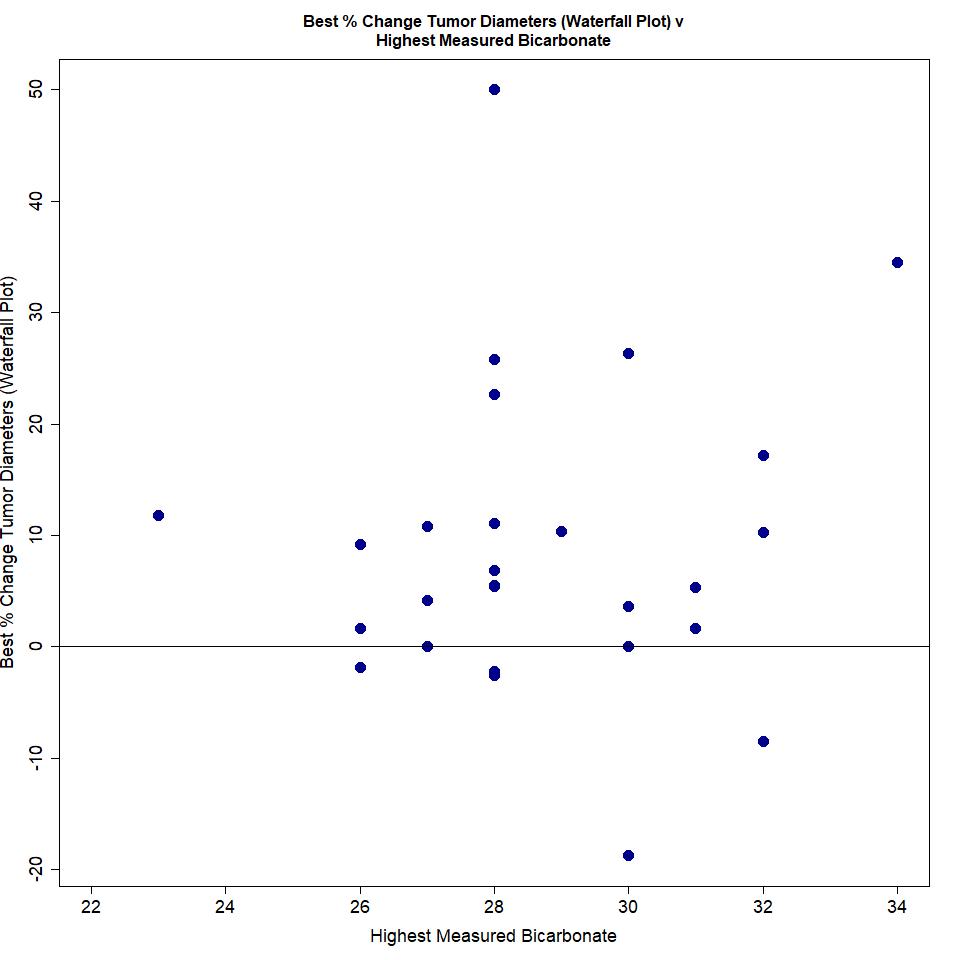 Best % Change Tumor Diameters (Waterfall Plot) v
Highest Measured Bicarbonate
Best % Change Tumor Diameters (Waterfall Plot)
50
40
30
20
10
0
-10
-20
22 24 26 28 30 32 34
Highest Measured Bicarbonate